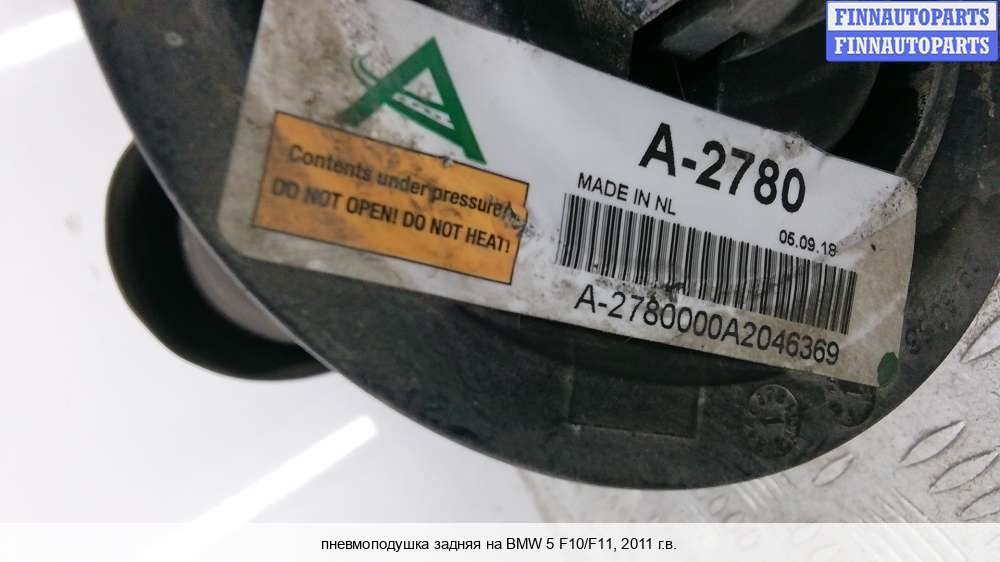 FINNAUTOPARTS
FINNAUTOPARTS
A-2780
MADE IN NL
05.09.18
Contents under pressure
DO NOT OPEN! DO NOT HEAT!
A-2780000A2046369
пневмоподушка задняя на BMW 5 F10/F11, 2011 г.в.